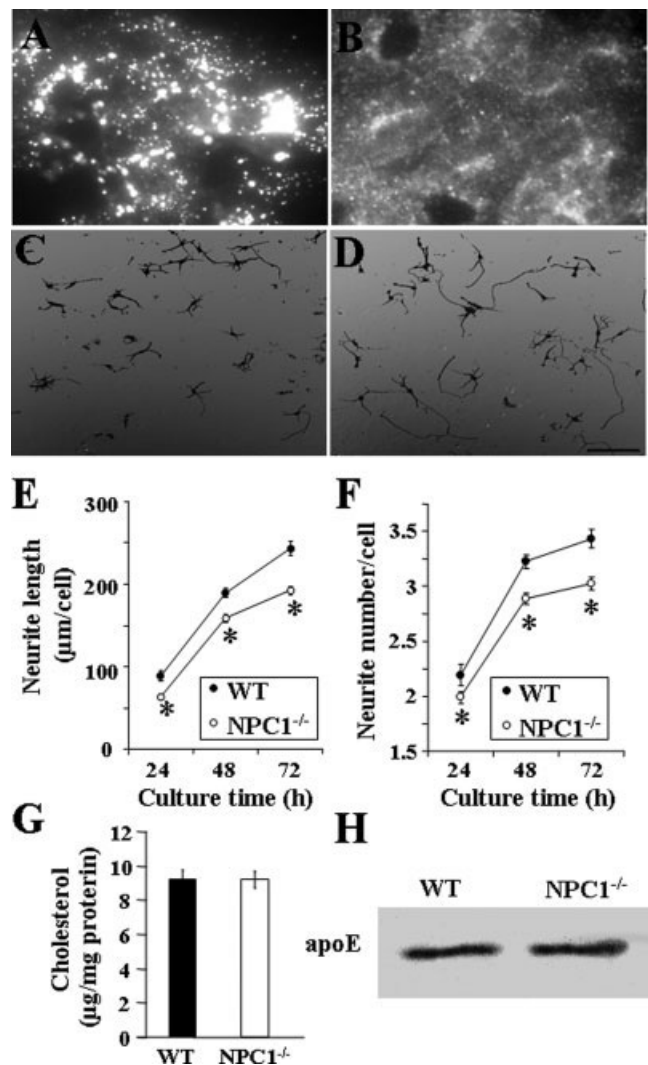 A
B
C
D
E
F
300
200
100
0
Neurite length
(µm/cell)
WT
NPC1-/-
*
*
*
24 48 72
Culture time (h)
3.5
3
2.5
2
1.5
Neurite number/cell
WT
NPC1-/-
*
*
*
24 48 72
Culture time (h)
G
H
12
10
8
6
4
2
0
Cholesterol
(µg/mg proterin)
WT NPC1-/-
WT NPC1-/-
apoE